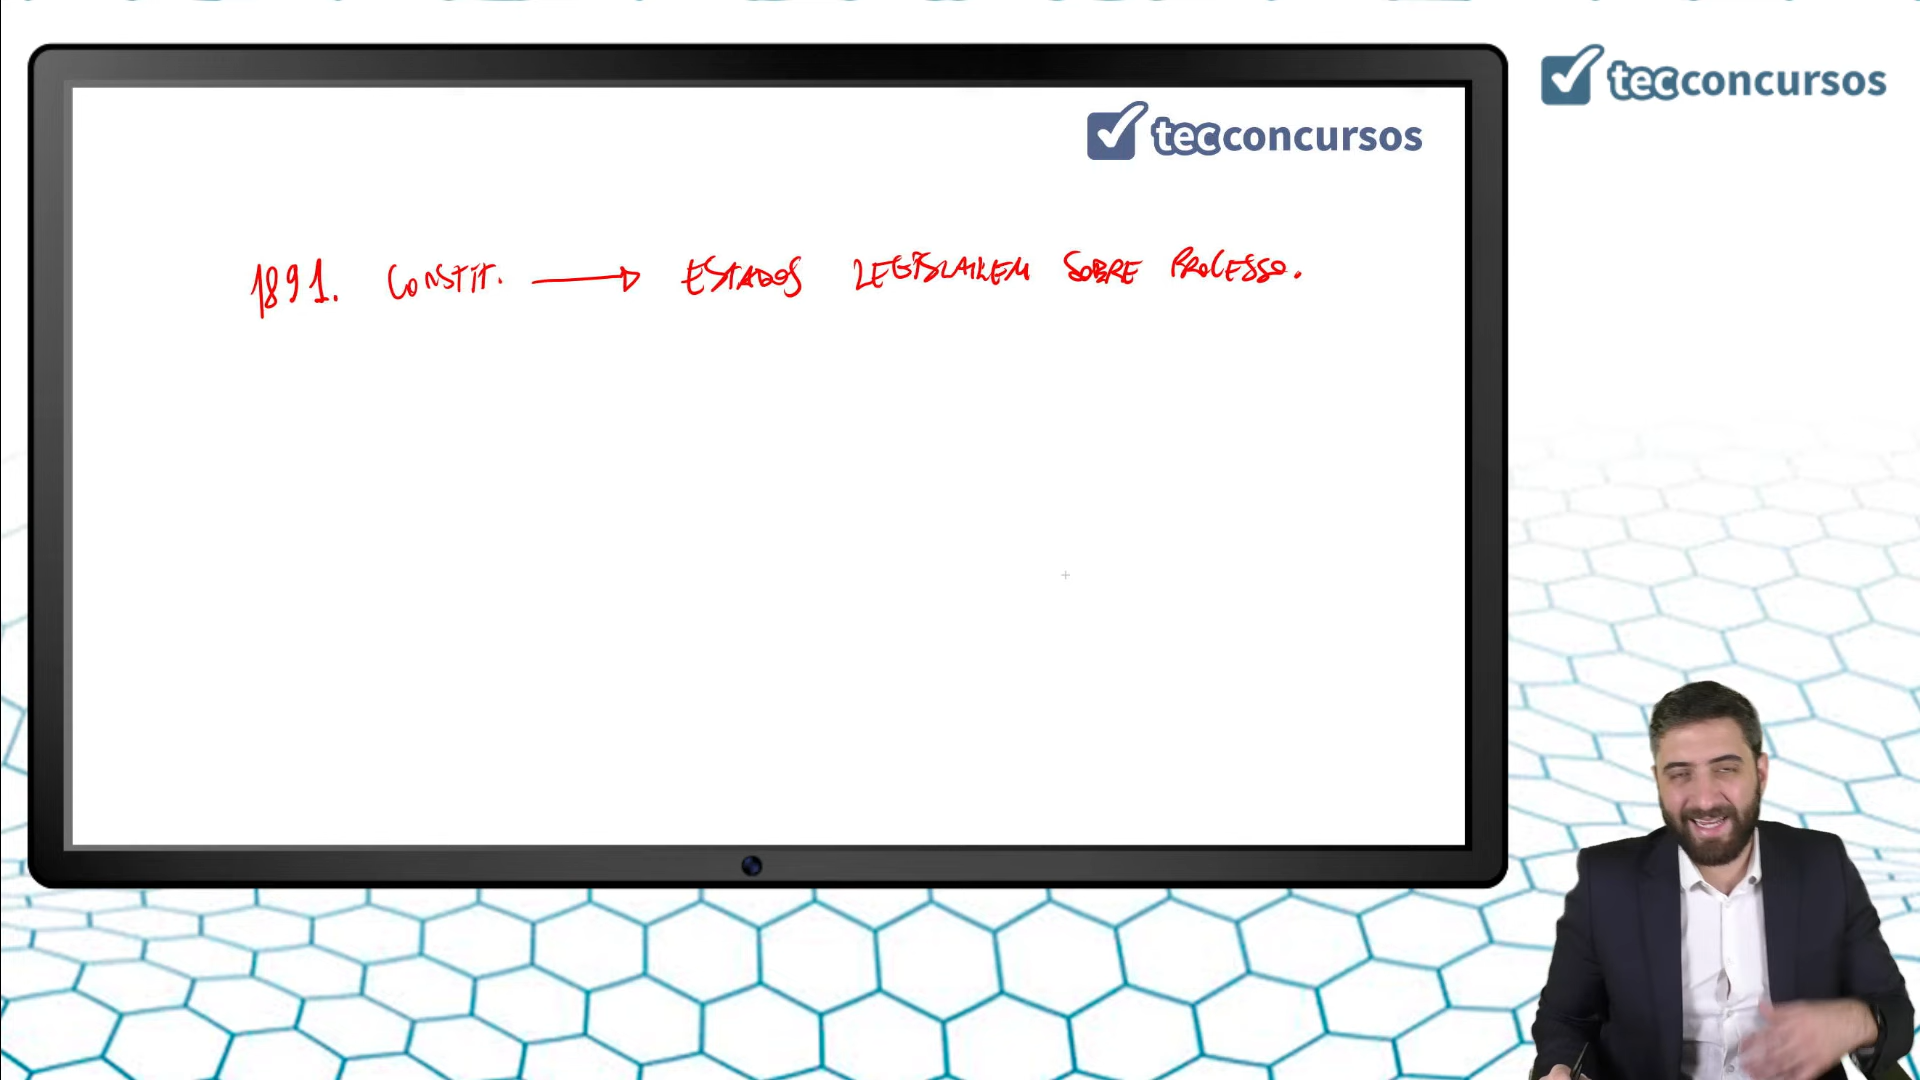 tecconcursos
tecconcursos
1891. CONSTIT. → ESTADOS LEGISLAREM SOBRE PROCESSO.